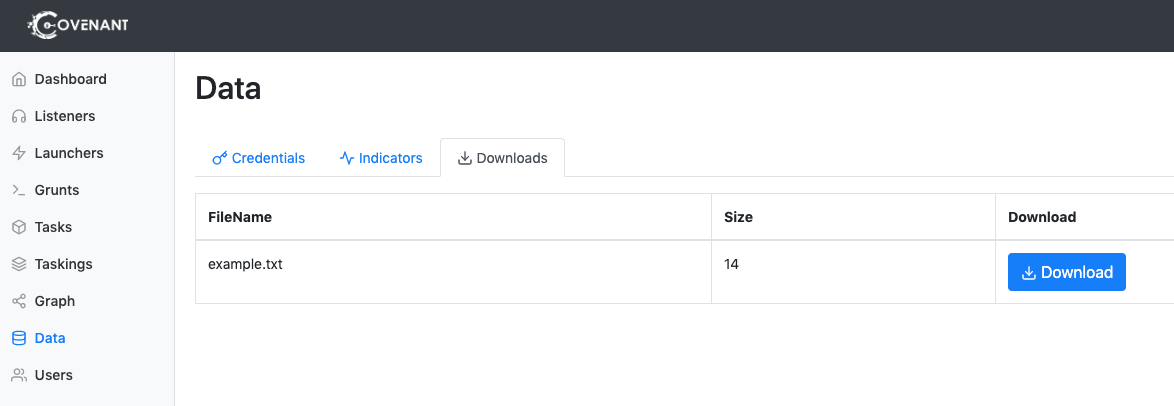 COVENANT
Dashboard
Listeners
Launchers
Grunts
Tasks
Taskings
Graph
Data
Users
Data
Credentials Indicators Downloads
FileName Size Download
example.txt 14 Download